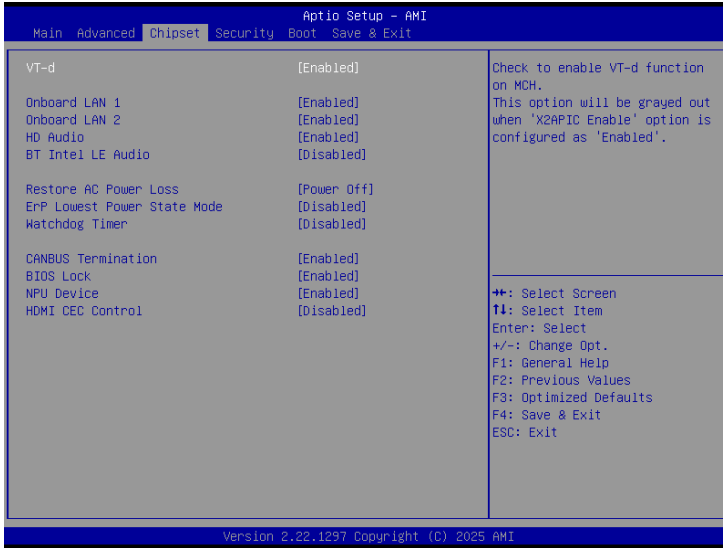 Aptio Setup – AMI
Main Advanced Chipset Security Boot Save & Exit
VT-d [Enabled]
Onboard LAN 1 [Enabled]
Onboard LAN 2 [Enabled]
HD Audio [Enabled]
BT Intel LE Audio [Disabled]
Restore AC Power Loss [Power Off]
ErP Lowest Power State Mode [Disabled]
Watchdog Timer [Disabled]
CANBUS Termination [Enabled]
BIOS Lock [Enabled]
NPU Device [Enabled]
HDMI CEC Control [Disabled]
Check to enable VT-d function
on MCH.
This option will be grayed out
when 'X2APIC Enable' option is
configured as 'Enabled'.
→←: Select Screen
↑↓: Select Item
Enter: Select
+/-: Change Opt.
F1: General Help
F2: Previous Values
F3: Optimized Defaults
F4: Save & Exit
ESC: Exit
Version 2.22.1297 Copyright (C) 2025 AMI